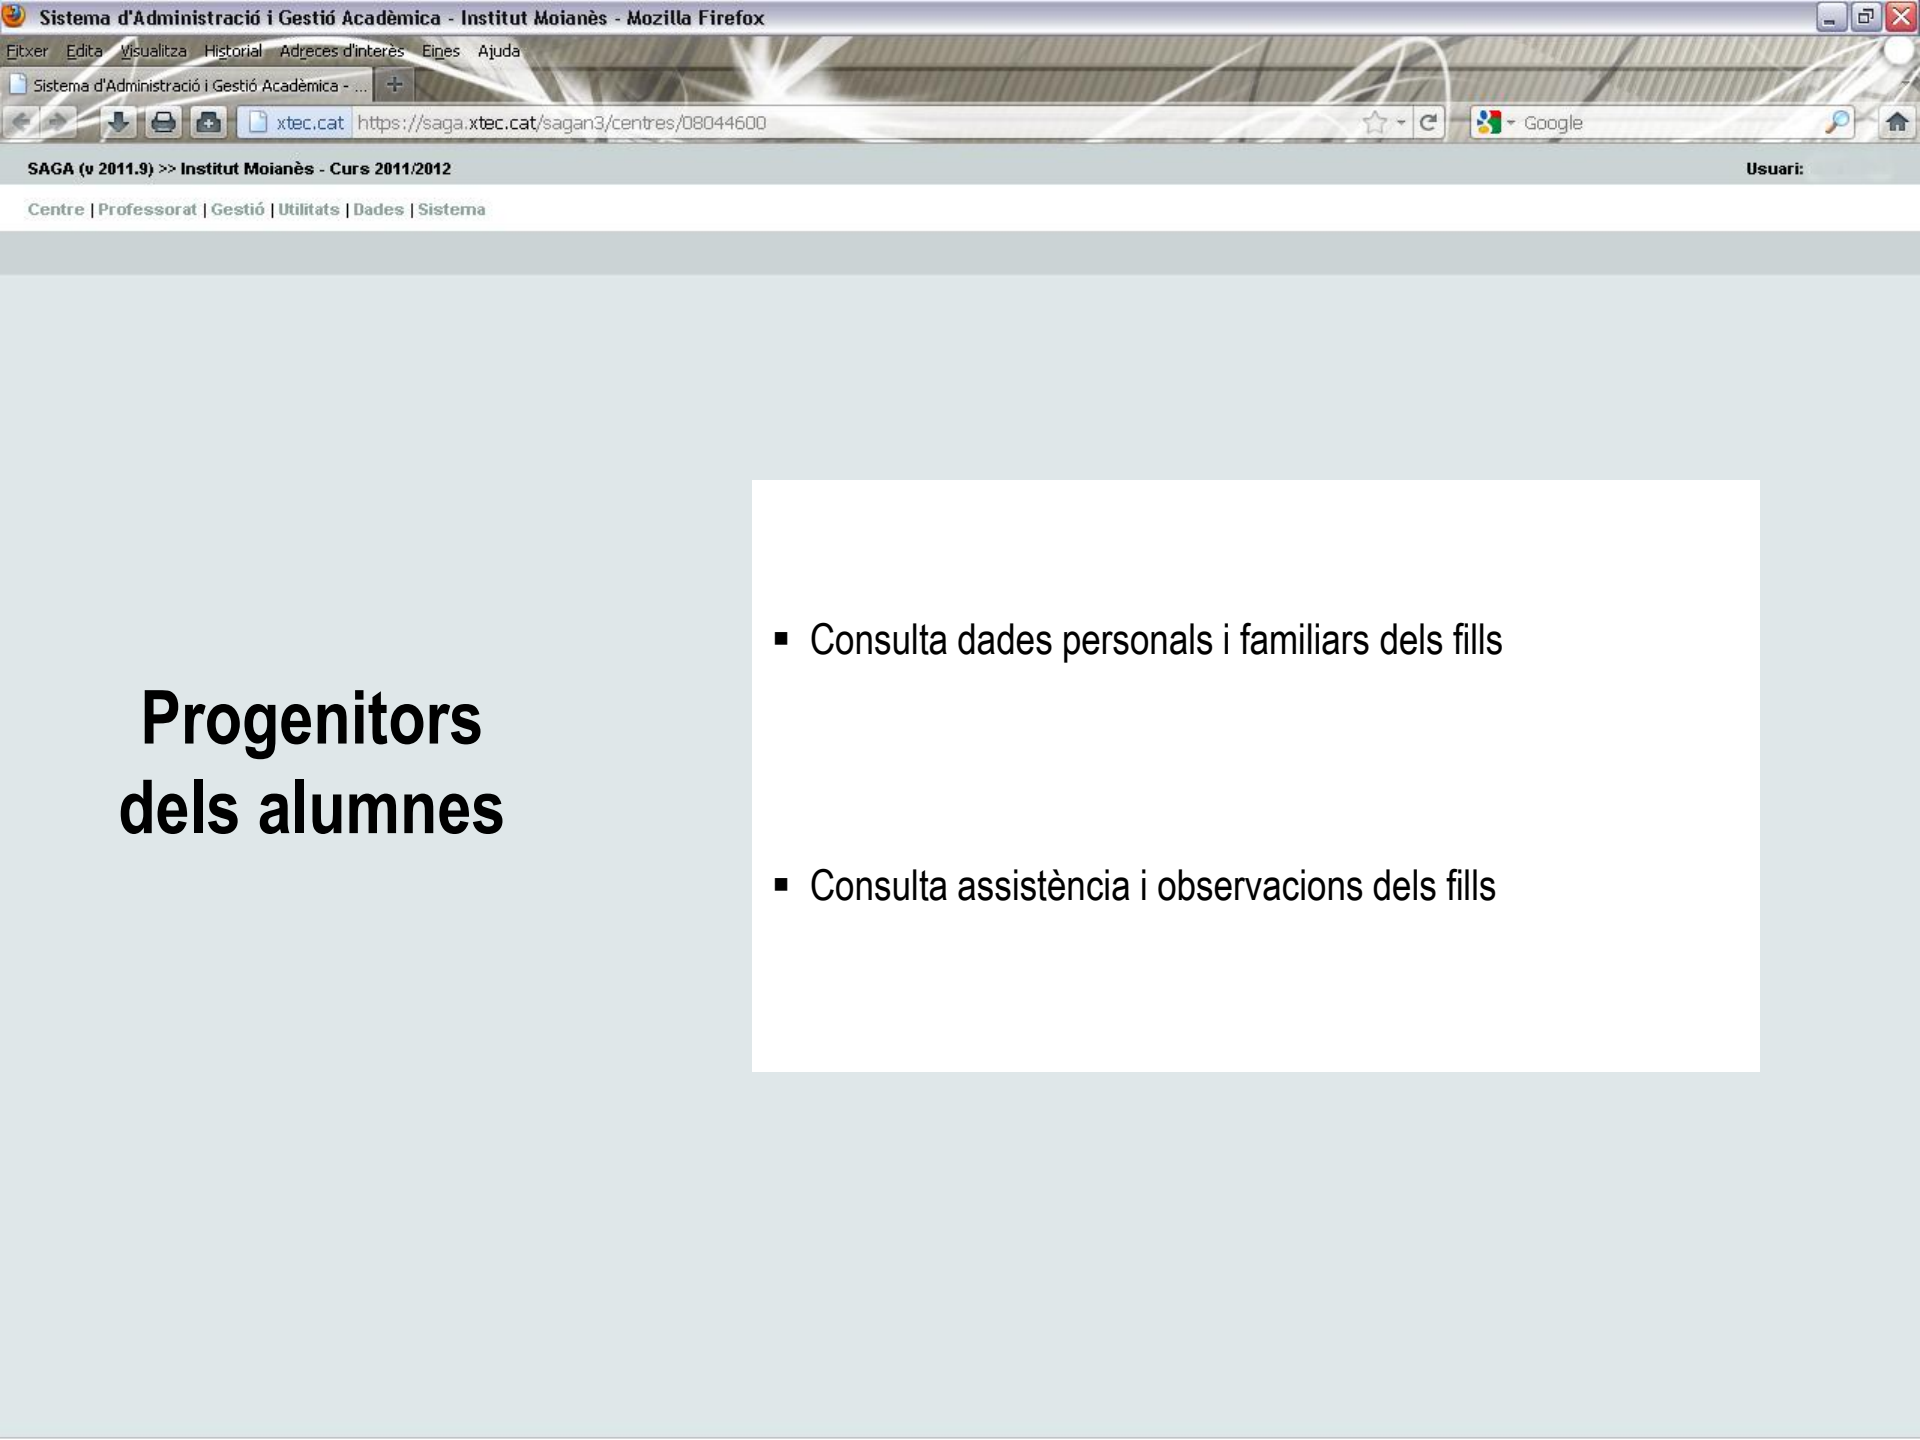 Sistema d'Administració i Gestió Acadèmica - Institut Moianès - Mozilla Firefox
Fitxer Edita Visualitza Historial Adreces d'interès Eines Ajuda
Sistema d'Administració i Gestió Acadèmica - ...
xtec.cat https://saga.xtec.cat/sagan3/centres/08044600 Google
SAGA (v 2011.9) >> Institut Moianès - Curs 2011/2012 Usuari:
Centre | Professorat | Gestió | Utilitats | Dades | Sistema
Progenitors
dels alumnes
▪ Consulta dades personals i familiars dels fills
▪ Consulta assistència i observacions dels fills